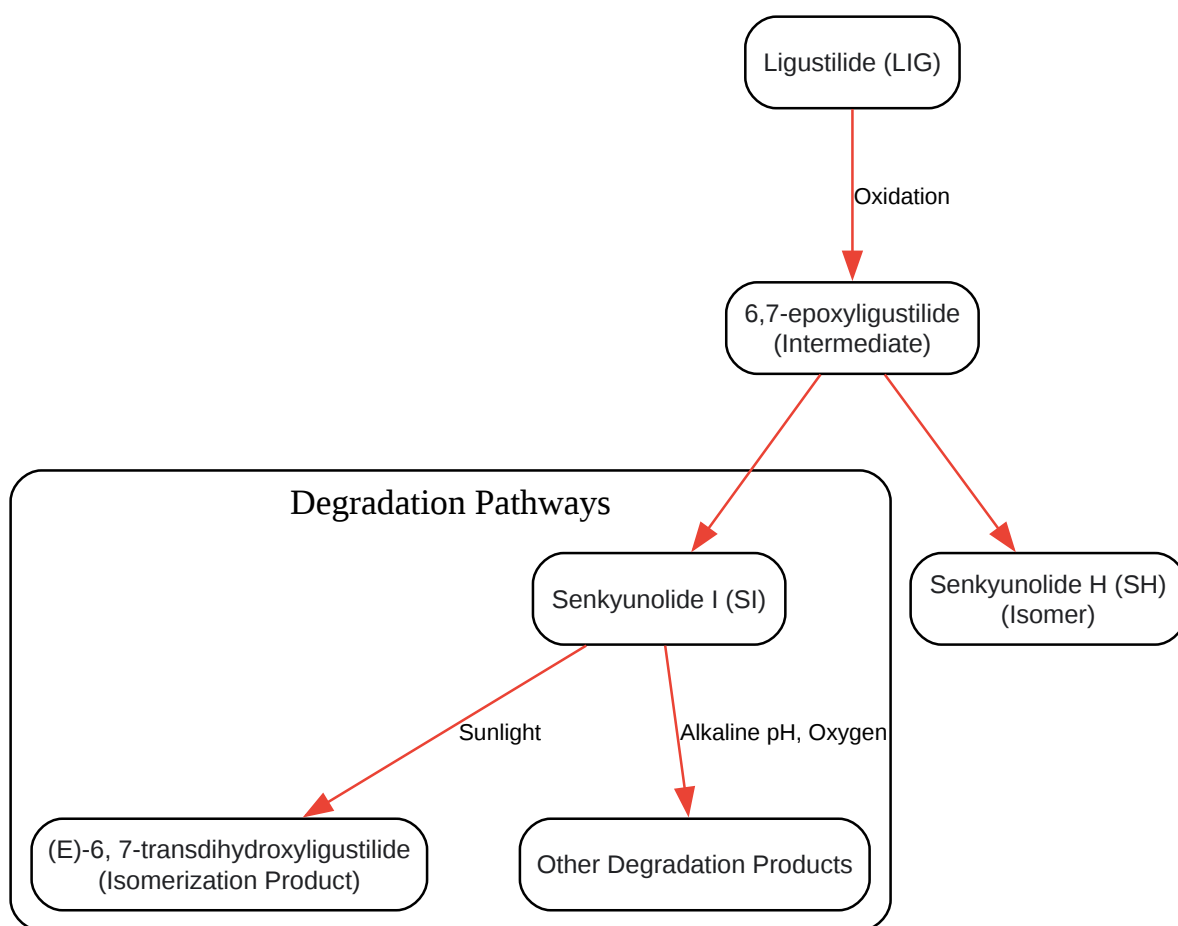 Ligustilide (LIG)
Oxidation
6,7-epoxyligustilide
(Intermediate)
Degradation Pathways
Senkyunolide I (SI)
Senkyunolide H (SH)
(Isomer)
Sunlight
Alkaline pH, Oxygen
(E)-6, 7-transdihydroxyligustilide
(Isomerization Product)
Other Degradation Products